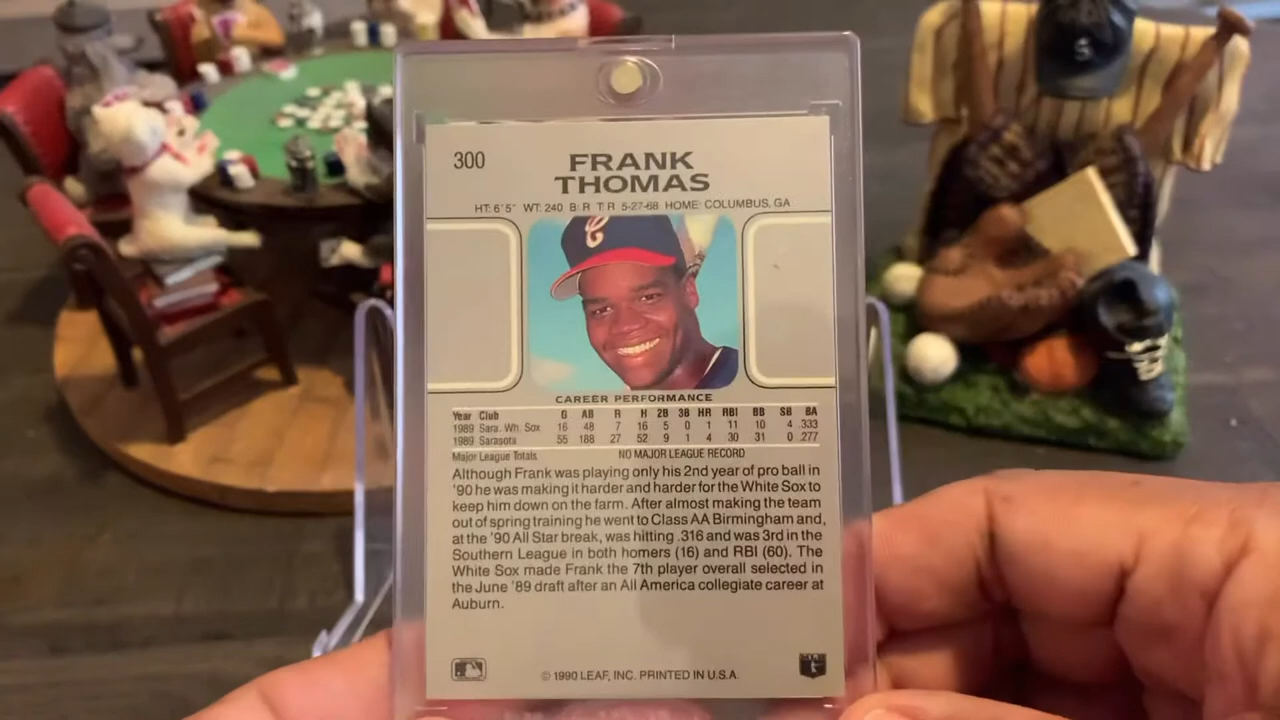 300
FRANK
THOMAS
HT: 6'5" WT: 240 B: R T: R 5-27-68 HOME: COLUMBUS, GA
C
CAREER PERFORMANCE
Year Club G AB R H 2B 3B HR RBI BB SB BA
1989 Sara. Wh. Sox 16 48 7 16 5 0 1 11 10 4 .333
1989 Sarasota 55 188 27 52 9 1 4 30 31 0 .277
Major League Totals NO MAJOR LEAGUE RECORD
Although Frank was playing only his 2nd year of pro ball in
'90 he was making it harder and harder for the White Sox to
keep him down on the farm. After almost making the team
out of spring training he went to Class AA Birmingham and,
at the '90 All Star break, was hitting .316 and was 3rd in the
Southern League in both homers (16) and RBI (60). The
White Sox made Frank the 7th player overall selected in
the June '89 draft after an All America collegiate career at
Auburn.
© 1990 LEAF, INC. PRINTED IN U.S.A.
S